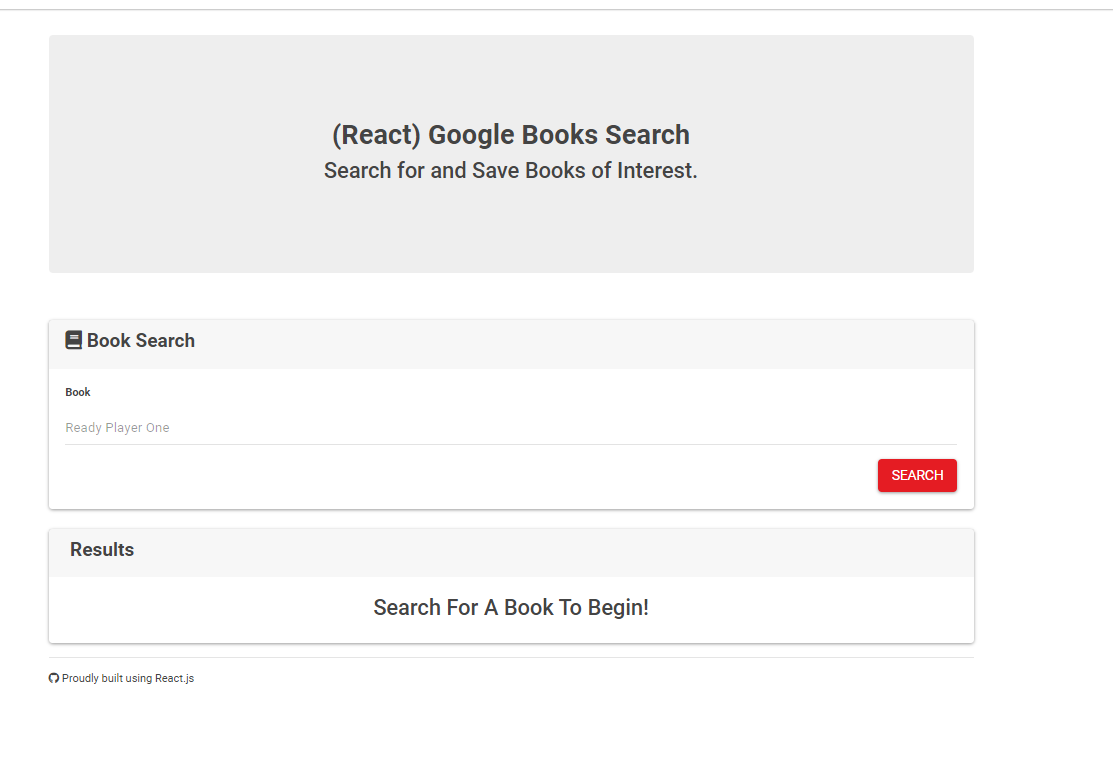 (React) Google Books Search
Search for and Save Books of Interest.
Book Search
Book
Ready Player One
SEARCH
Results
Search For A Book To Begin!
Proudly built using React.js